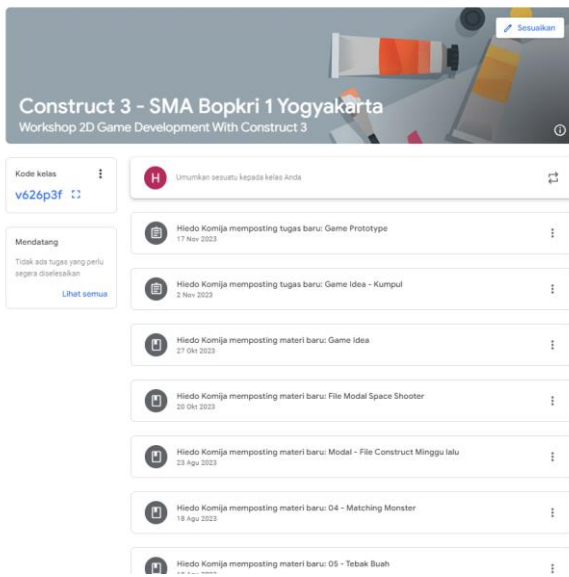 Sesuaikan
Construct 3 - SMA Bopkri 1 Yogyakarta
Workshop 2D Game Development With Construct 3
Kode kelas
v626p3f
Mendatang
Tidak ada tugas yang perlu
segera diselesaikan
Lihat semua
H
Umumkan sesuatu kepada kelas Anda
Hiedo Komija memposting tugas baru: Game Prototype
17 Nov 2023
Hiedo Komija memposting tugas baru: Game Idea - Kumpul
2 Nov 2023
Hiedo Komija memposting materi baru: Game Idea
27 Okt 2023
Hiedo Komija memposting materi baru: File Modal Space Shooter
20 Okt 2023
Hiedo Komija memposting materi baru: Modal - File Construct Minggu lalu
23 Agu 2023
Hiedo Komija memposting materi baru: 04 - Matching Monster
18 Agu 2023
Hiedo Komija memposting materi baru: 05 - Tebak Buah